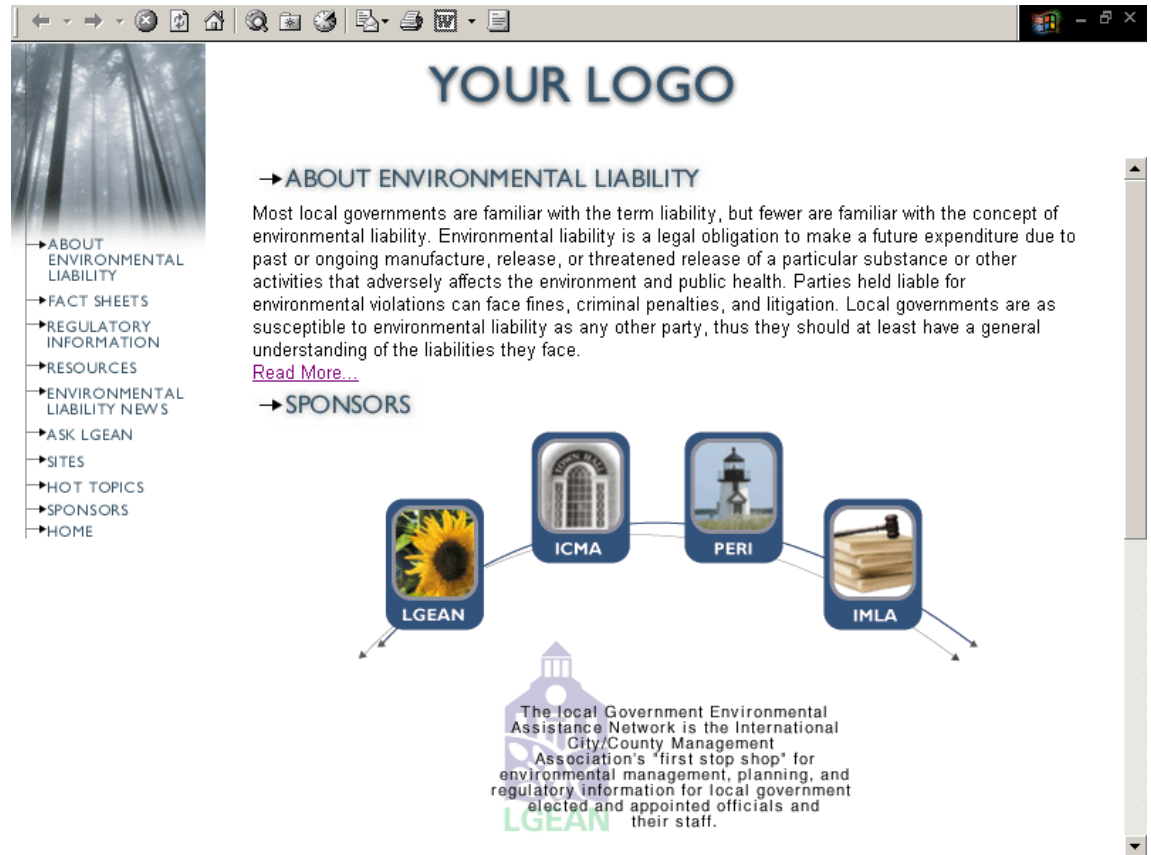 YOUR LOGO
ABOUT
ENVIRONMENTAL
LIABILITY
FACT SHEETS
REGULATORY
INFORMATION
RESOURCES
ENVIRONMENTAL
LIABILITY NEWS
ASK LGEAN
SITES
HOT TOPICS
SPONSORS
HOME
ABOUT ENVIRONMENTAL LIABILITY
Most local governments are familiar with the term liability, but fewer are familiar with the concept of
environmental liability. Environmental liability is a legal obligation to make a future expenditure due to
past or ongoing manufacture, release, or threatened release of a particular substance or other
activities that adversely affects the environment and public health. Parties held liable for
environmental violations can face fines, criminal penalties, and litigation. Local governments are as
susceptible to environmental liability as any other party, thus they should at least have a general
understanding of the liabilities they face.
Read More...
SPONSORS
TOWN HALL
ICMA
PERI
LGEAN
IMLA
The local Government Environmental
Assistance Network is the International
City/County Management
Association's "first stop shop" for
environmental management, planning, and
regulatory information for local government
elected and appointed officials and
their staff.
LGEAN